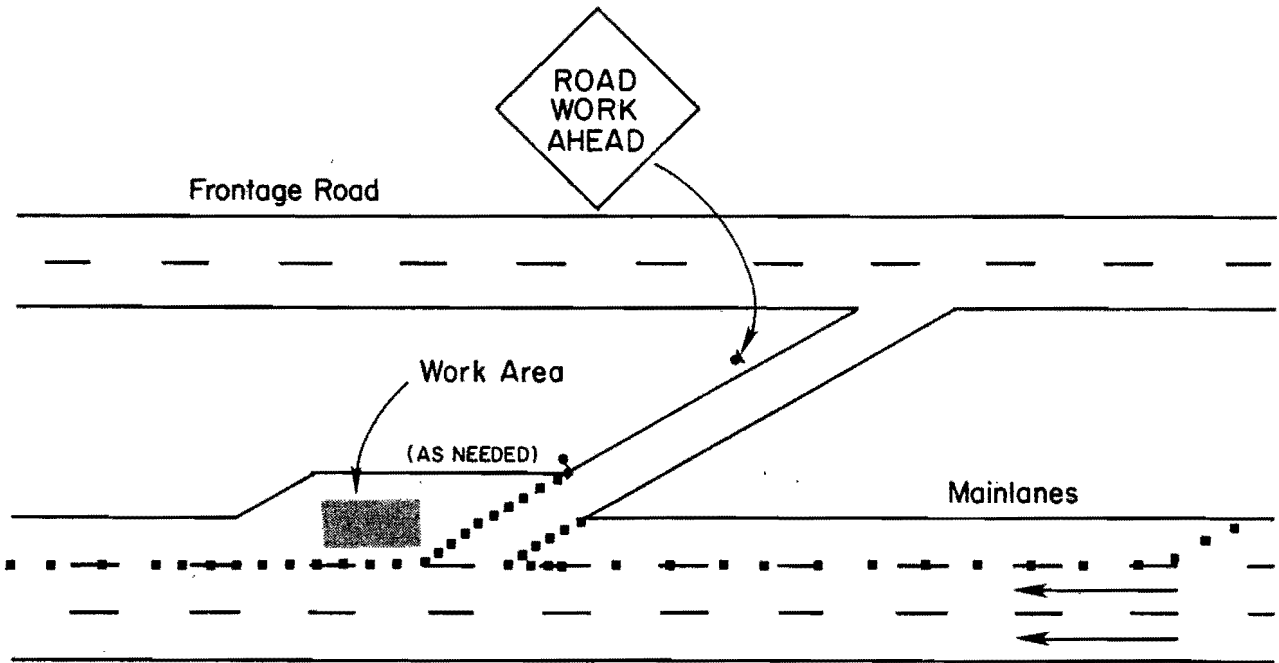 ROAD
WORK
AHEAD
Frontage Road
Work Area
(AS NEEDED)
Mainlanes